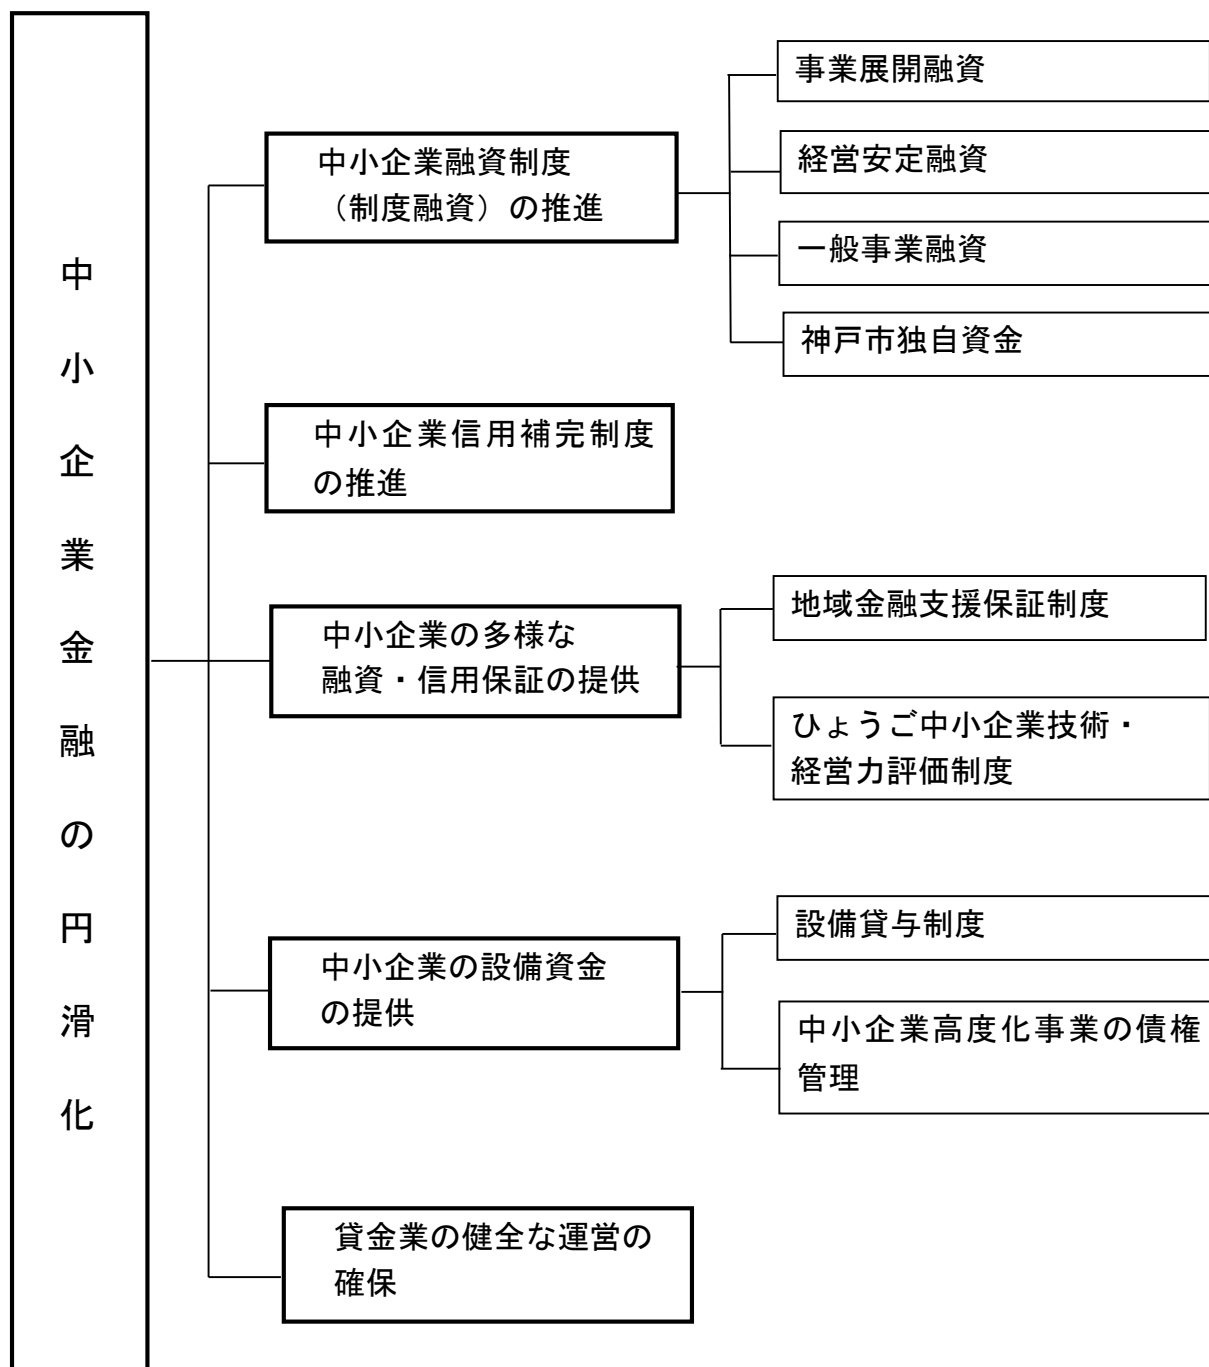 中小企業金融の円滑化
中小企業融資制度
（制度融資）の推進
事業展開融資
経営安定融資
一般事業融資
神戸市独自資金
中小企業信用補完制度
の推進
中小企業の多様な
融資・信用保証の提供
地域金融支援保証制度
ひょうご中小企業技術・
経営力評価制度
中小企業の設備資金
の提供
設備貸与制度
中小企業高度化事業の債権
管理
貸金業の健全な運営の
確保